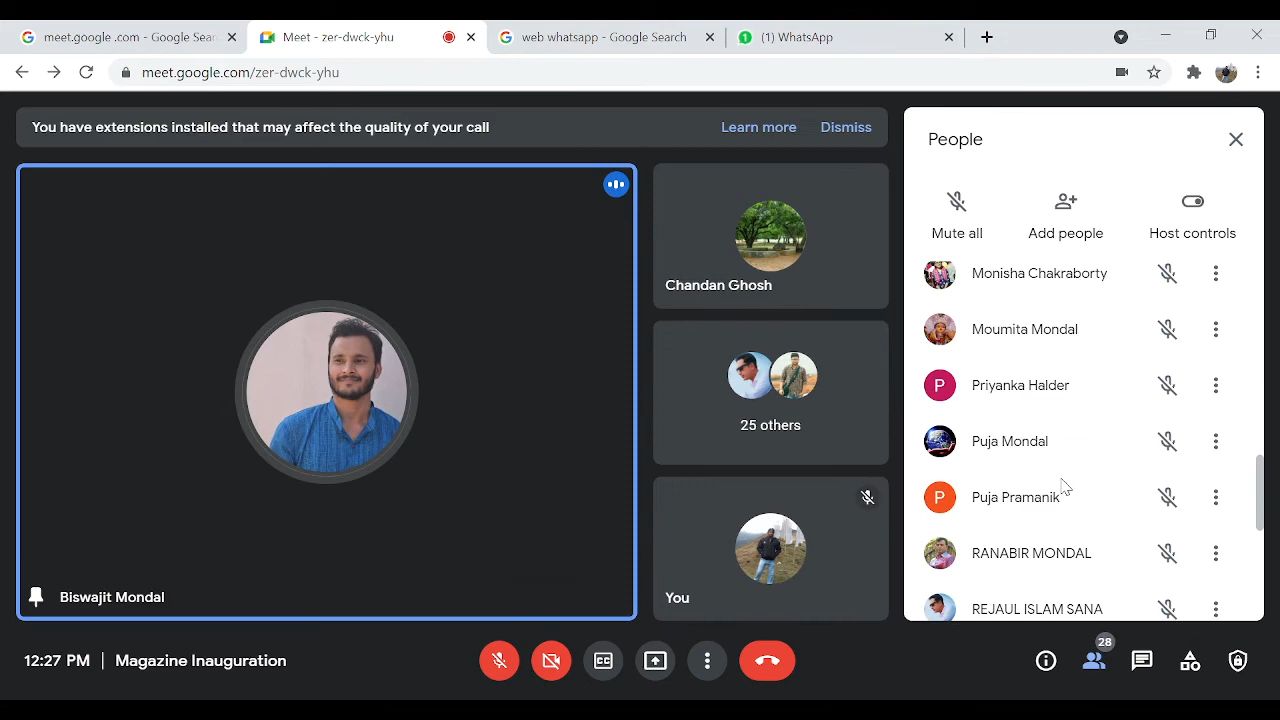 meet.google .com - Google Sear
Meet - zer-dwck-yhu
web whatsapp - Google Search
1
(1) WhatsApp
meet.google.com/zer-dwck-yhu
You have extensions installed that may affect the quality of your call
Learn more
Dismiss
Biswajit Mondal
Chandan Ghosh
25 others
You
People
Mute all
Add people
Host controls
Monisha Chakraborty
Moumita Mondal
P
Priyanka Halder
Puja Mondal
P
Puja Pramanik
RANABIR MONDAL
REJAUL ISLAM SANA
12:27 PM | Magazine Inauguration
28